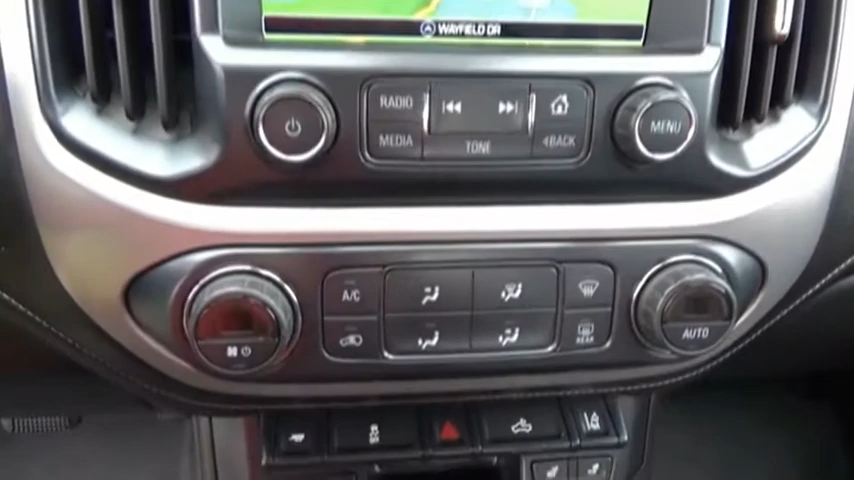 WAYFIELD DR
RADIO
MEDIA
TONE
BACK
MENU
A/C
REAR
AUTO